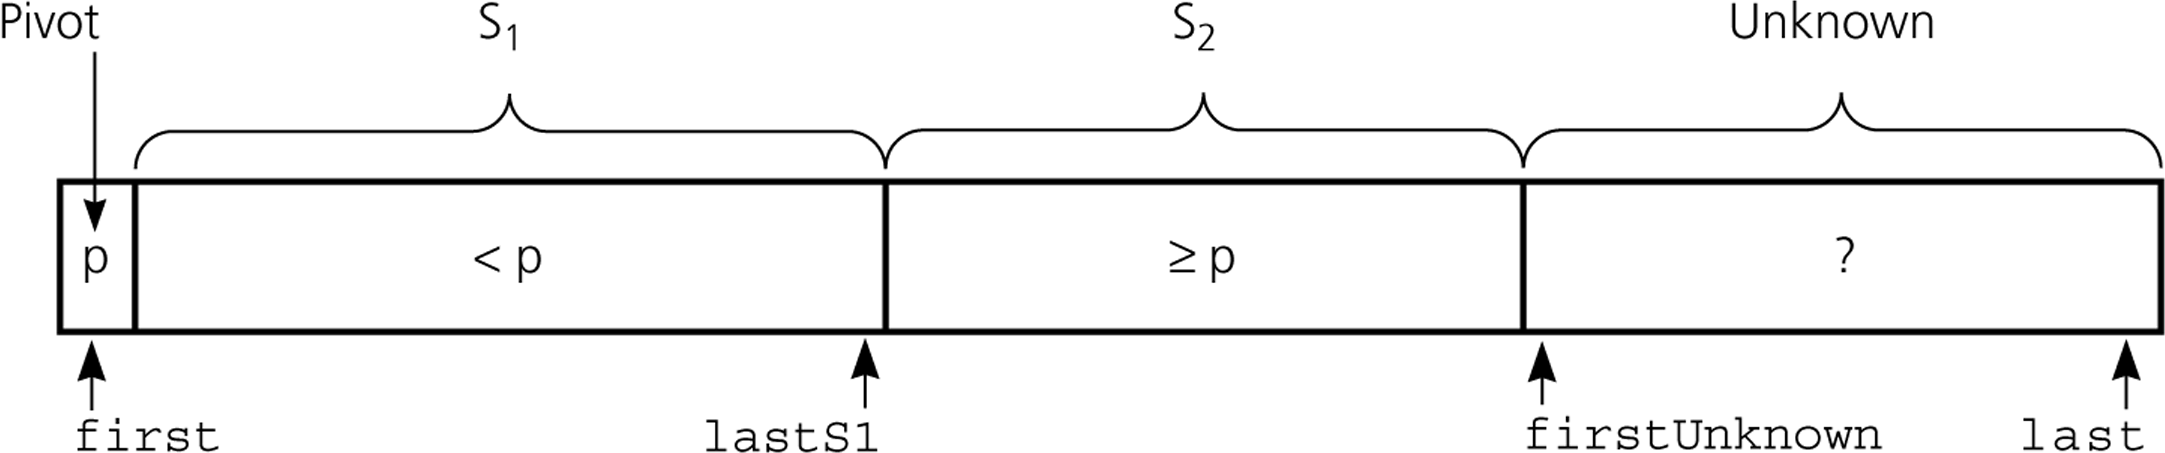 Pivot S₁ S₂ Unknown
p < p ≥ p ?
first lastS1 firstUnknown last